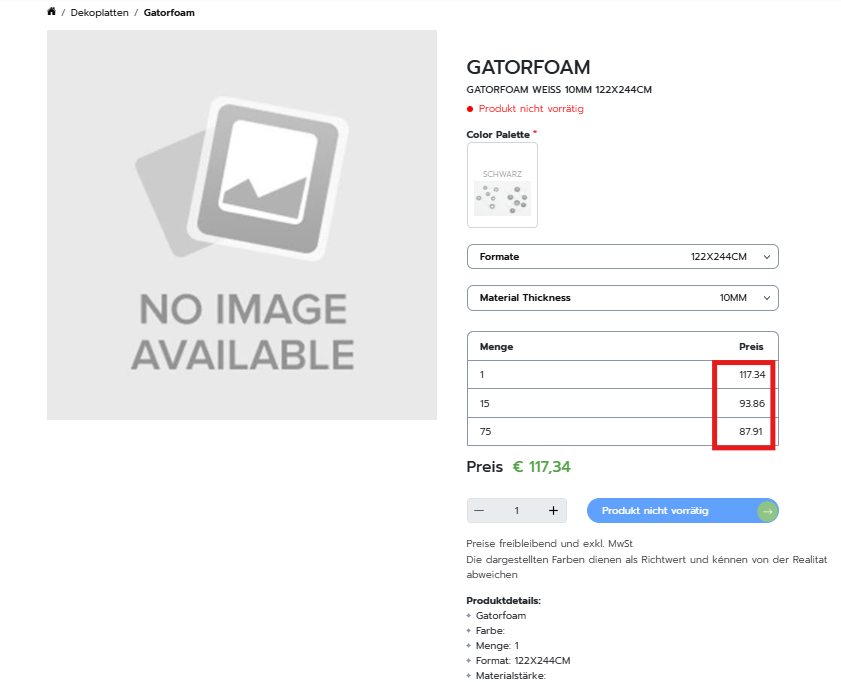 / Dekoplatten / Gatorfoam
NO IMAGE
AVAILABLE
GATORFOAM
GATORFOAM WEISS 10MM 122X244CM
Produkt nicht vorrätig
Color Palette *
SCHWARZ
Formate 122X244CM
Material Thickness 10MM
Menge Preis
1 117.34
15 93.86
75 87.91
Preis € 117,34
— 1 +
Produkt nicht vorrätig →
Preise freibleibend und exkl. MwSt
Die dargestellten Farben dienen als Richtwert und kénnen von der Realitat
abweichen
Produktdetails:
Gatorfoam
Farbe:
Menge: 1
Format: 122X244CM
Materialstärke: